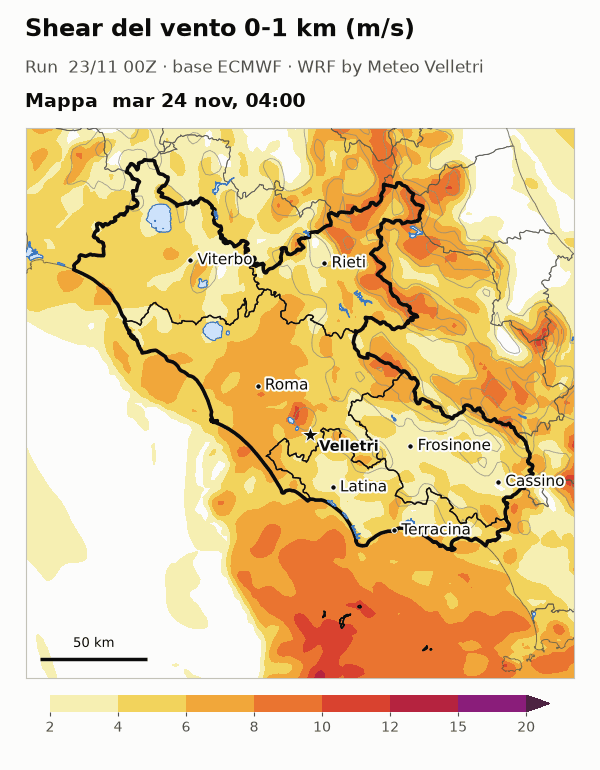 Shear del vento 0-1 km (m/s)
Run  23/11 00Z · base ECMWF · WRF by Meteo Velletri
Mappa  mar 24 nov, 04:00
Viterbo
Rieti
Roma
Velletri
Frosinone
Cassino
Latina
Terracina
50 km
2 4 6 8 10 12 15 20